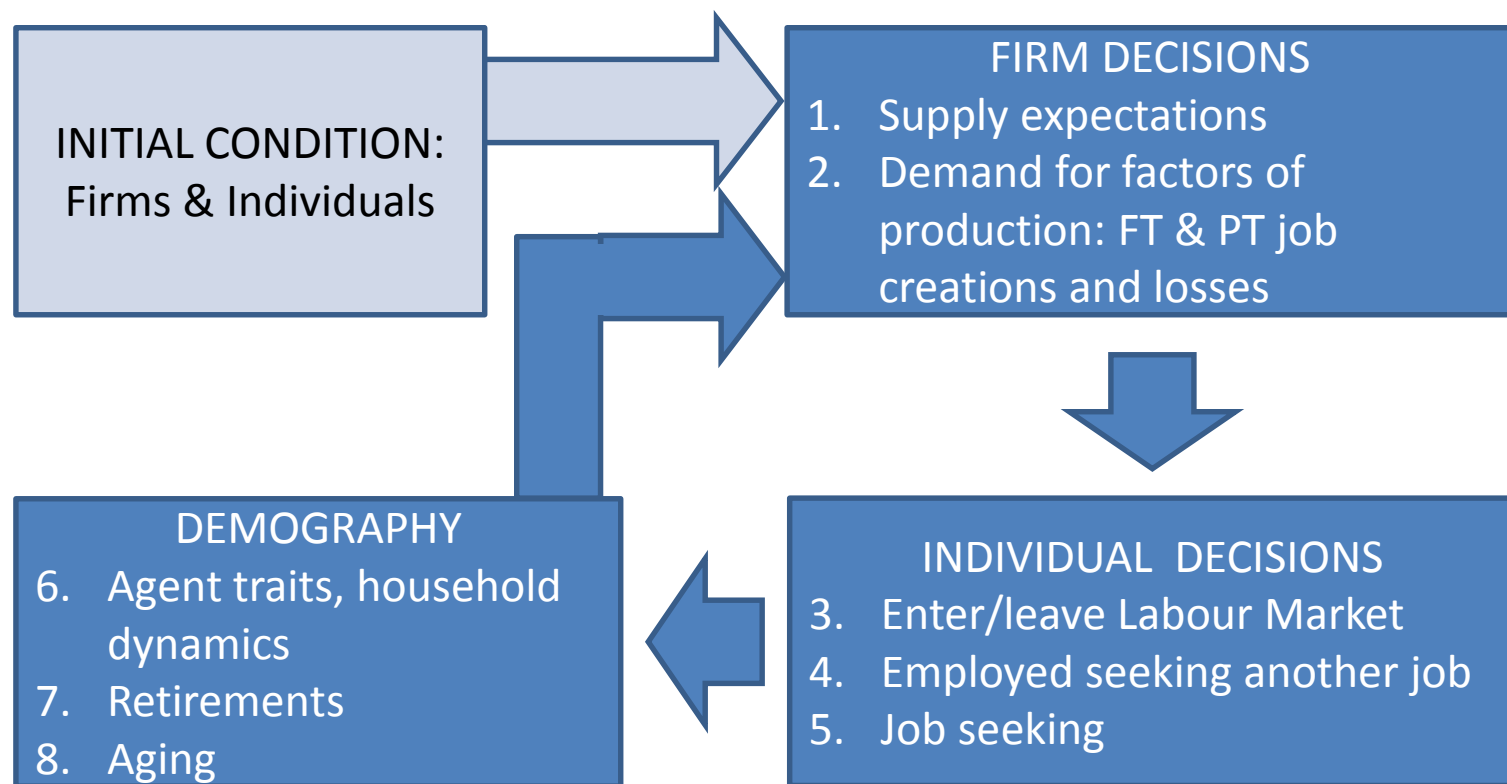 INITIAL CONDITION:
Firms & Individuals
FIRM DECISIONS
1. Supply expectations
2. Demand for factors of
production: FT & PT job
creations and losses
INDIVIDUAL DECISIONS
3. Enter/leave Labour Market
4. Employed seeking another job
5. Job seeking
DEMOGRAPHY
6. Agent traits, household
dynamics
7. Retirements
8. Aging